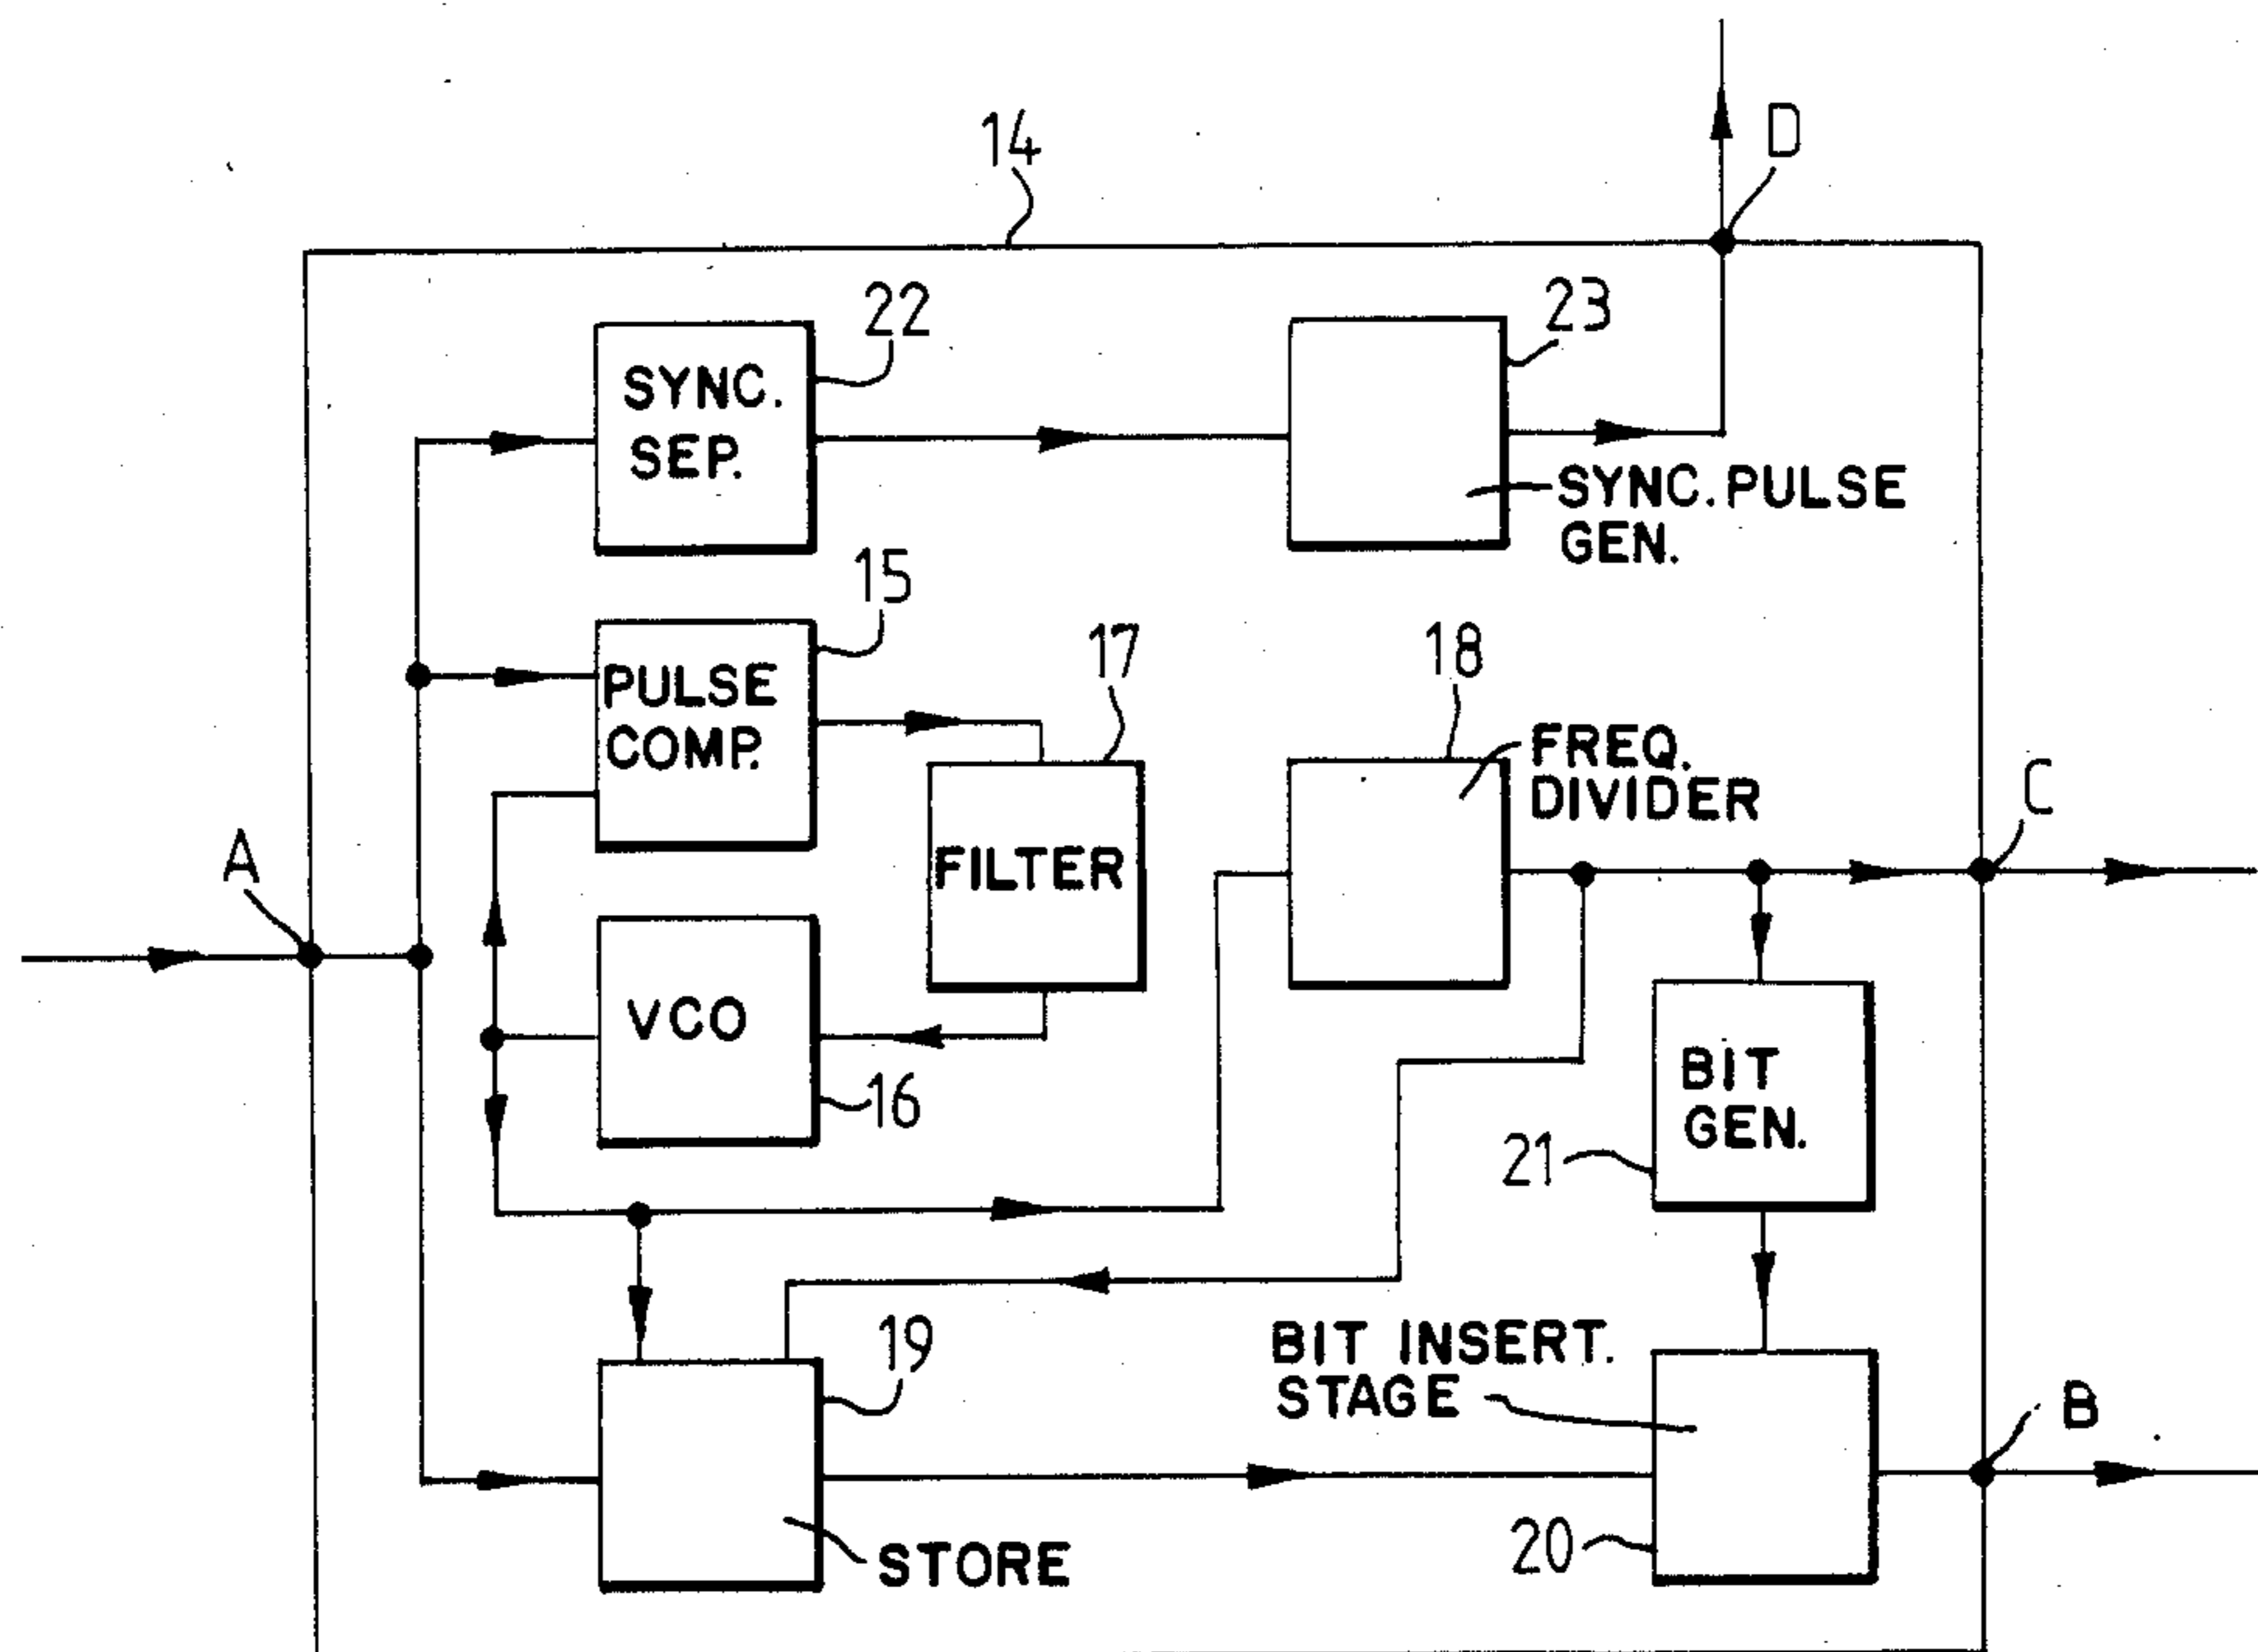 14
D
22
23
SYNC.
SEP.
SYNC. PULSE
GEN.
15
17
18
PULSE
COMP.
FREQ.
DIVIDER
C
A
FILTER
VCO
16
BIT
GEN.
21
19
BIT INSERT.
STAGE
B
20
STORE